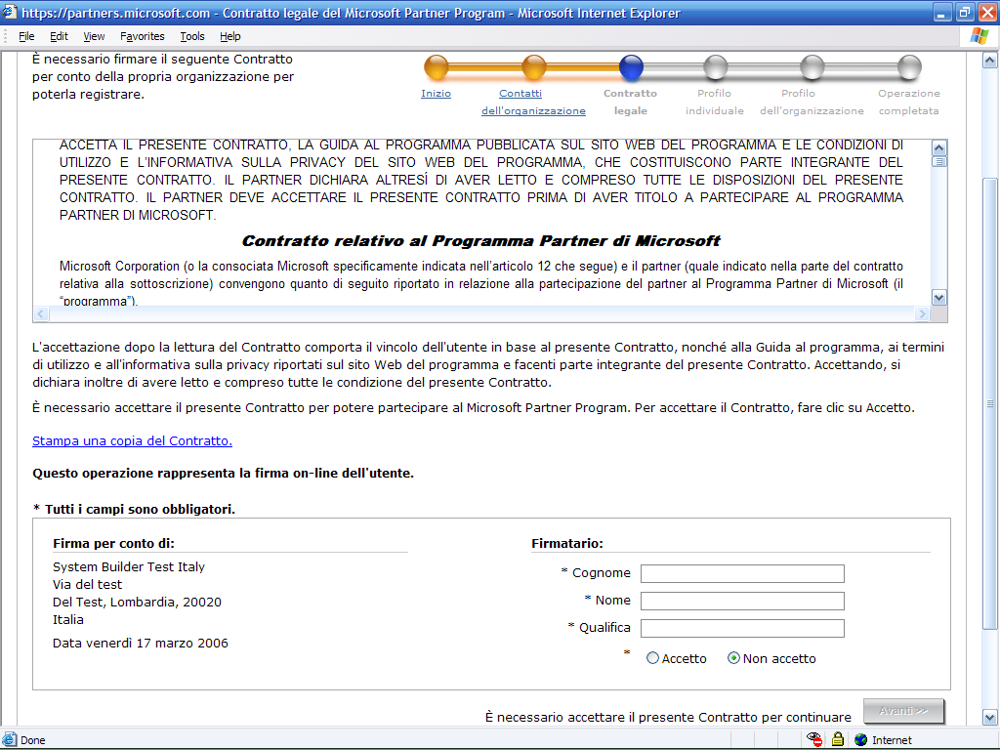 https://partners.microsoft.com - Contratto legale del Microsoft Partner Program - Microsoft Internet Explorer
File Edit View Favorites Tools Help
È necessario firmare il seguente Contratto
per conto della propria organizzazione per
poterla registrare.
Inizio
Contatti
dell'organizzazione
Contratto
legale
Profilo
individuale
Profilo
dell'organizzazione
Operazione
completata
ACCETTA IL PRESENTE CONTRATTO, LA GUIDA AL PROGRAMMA PUBBLICATA SUL SITO WEB DEL PROGRAMMA E LE CONDIZIONI DI
UTILIZZO E L'INFORMATIVA SULLA PRIVACY DEL SITO WEB DEL PROGRAMMA, CHE COSTITUISCONO PARTE INTEGRANTE DEL
PRESENTE CONTRATTO. IL PARTNER DICHIARA ALTRESÍ DI AVER LETTO E COMPRESO TUTTE LE DISPOSIZIONI DEL PRESENTE
CONTRATTO. IL PARTNER DEVE ACCETTARE IL PRESENTE CONTRATTO PRIMA DI AVER TITOLO A PARTECIPARE AL PROGRAMMA
PARTNER DI MICROSOFT.
Contratto relativo al Programma Partner di Microsoft
Microsoft Corporation (o la consociata Microsoft specificamente indicata nell'articolo 12 che segue) e il partner (quale indicato nella parte del contratto
relativa alla sottoscrizione) convengono quanto di seguito riportato in relazione alla partecipazione del partner al Programma Partner di Microsoft (il
“programma”).
L'accettazione dopo la lettura del Contratto comporta il vincolo dell'utente in base al presente Contratto, nonché alla Guida al programma, ai termini
di utilizzo e all'informativa sulla privacy riportati sul sito Web del programma e facenti parte integrante del presente Contratto. Accettando, si
dichiara inoltre di avere letto e compreso tutte le condizione del presente Contratto.
È necessario accettare il presente Contratto per potere partecipare al Microsoft Partner Program. Per accettare il Contratto, fare clic su Accetto.
Stampa una copia del Contratto.
Questo operazione rappresenta la firma on-line dell'utente.
* Tutti i campi sono obbligatori.
Firma per conto di:
System Builder Test Italy
Via del test
Del Test, Lombardia, 20020
Italia
Data venerdì 17 marzo 2006
Firmatario:
* Cognome
* Nome
* Qualifica
* Accetto Non accetto
È necessario accettare il presente Contratto per continuare
Avanti >>
Done
Internet